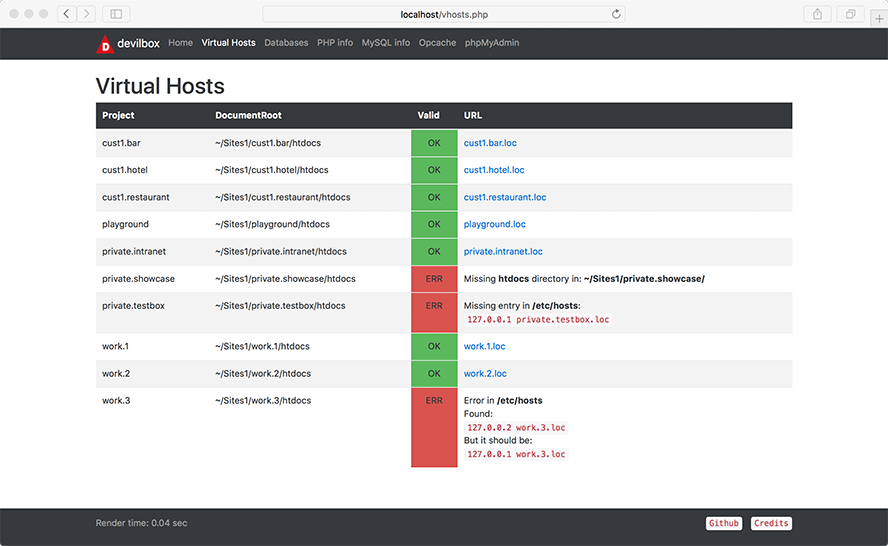 localhost/vhosts.php
D devilbox Home Virtual Hosts Databases PHP info MySQL info Opcache phpMyAdmin
Virtual Hosts
Project DocumentRoot Valid URL
cust1.bar ~/Sites1/cust1.bar/htdocs OK cust1.bar.loc
cust1.hotel ~/Sites1/cust1.hotel/htdocs OK cust1.hotel.loc
cust1.restaurant ~/Sites1/cust1.restaurant/htdocs OK cust1.restaurant.loc
playground ~/Sites1/playground/htdocs OK playground.loc
private.intranet ~/Sites1/private.intranet/htdocs OK private.intranet.loc
private.showcase ~/Sites1/private.showcase/htdocs ERR Missing htdocs directory in: ~/Sites1/private.showcase/
private.testbox ~/Sites1/private.testbox/htdocs ERR Missing entry in /etc/hosts:
127.0.0.1 private.testbox.loc
work.1 ~/Sites1/work.1/htdocs OK work.1.loc
work.2 ~/Sites1/work.2/htdocs OK work.2.loc
work.3 ~/Sites1/work.3/htdocs ERR Error in /etc/hosts
Found:
127.0.0.2 work.3.loc
But it should be:
127.0.0.1 work.3.loc
Render time: 0.04 sec Github Credits